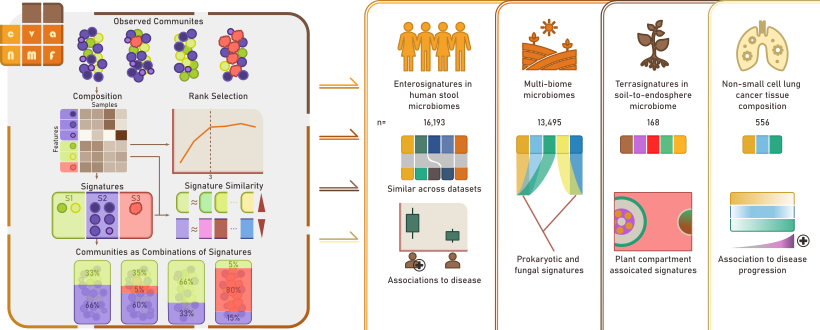 c v a
n m f
Observed Communites
Composition
Samples
Features
Rank Selection
3
Signatures
S1
S2
S3
Signature Similarity
≈
...
≈
...
Communities as Combinations of Signatures
33%
66%
35%
5%
60%
66%
33%
5%
80%
15%
Enterosignatures in
human stool
microbiomes
n=
16,193
Similar across datasets
Associations to disease
Multi-biome
microbiomes
13,495
Prokaryotic and
fungal signatures
Terrasignatures in
soil-to-endosphere
microbiome
168
Plant compartment
assoicated signatures
Non-small cell lung
cancer tissue
composition
556
Association to disease
progression